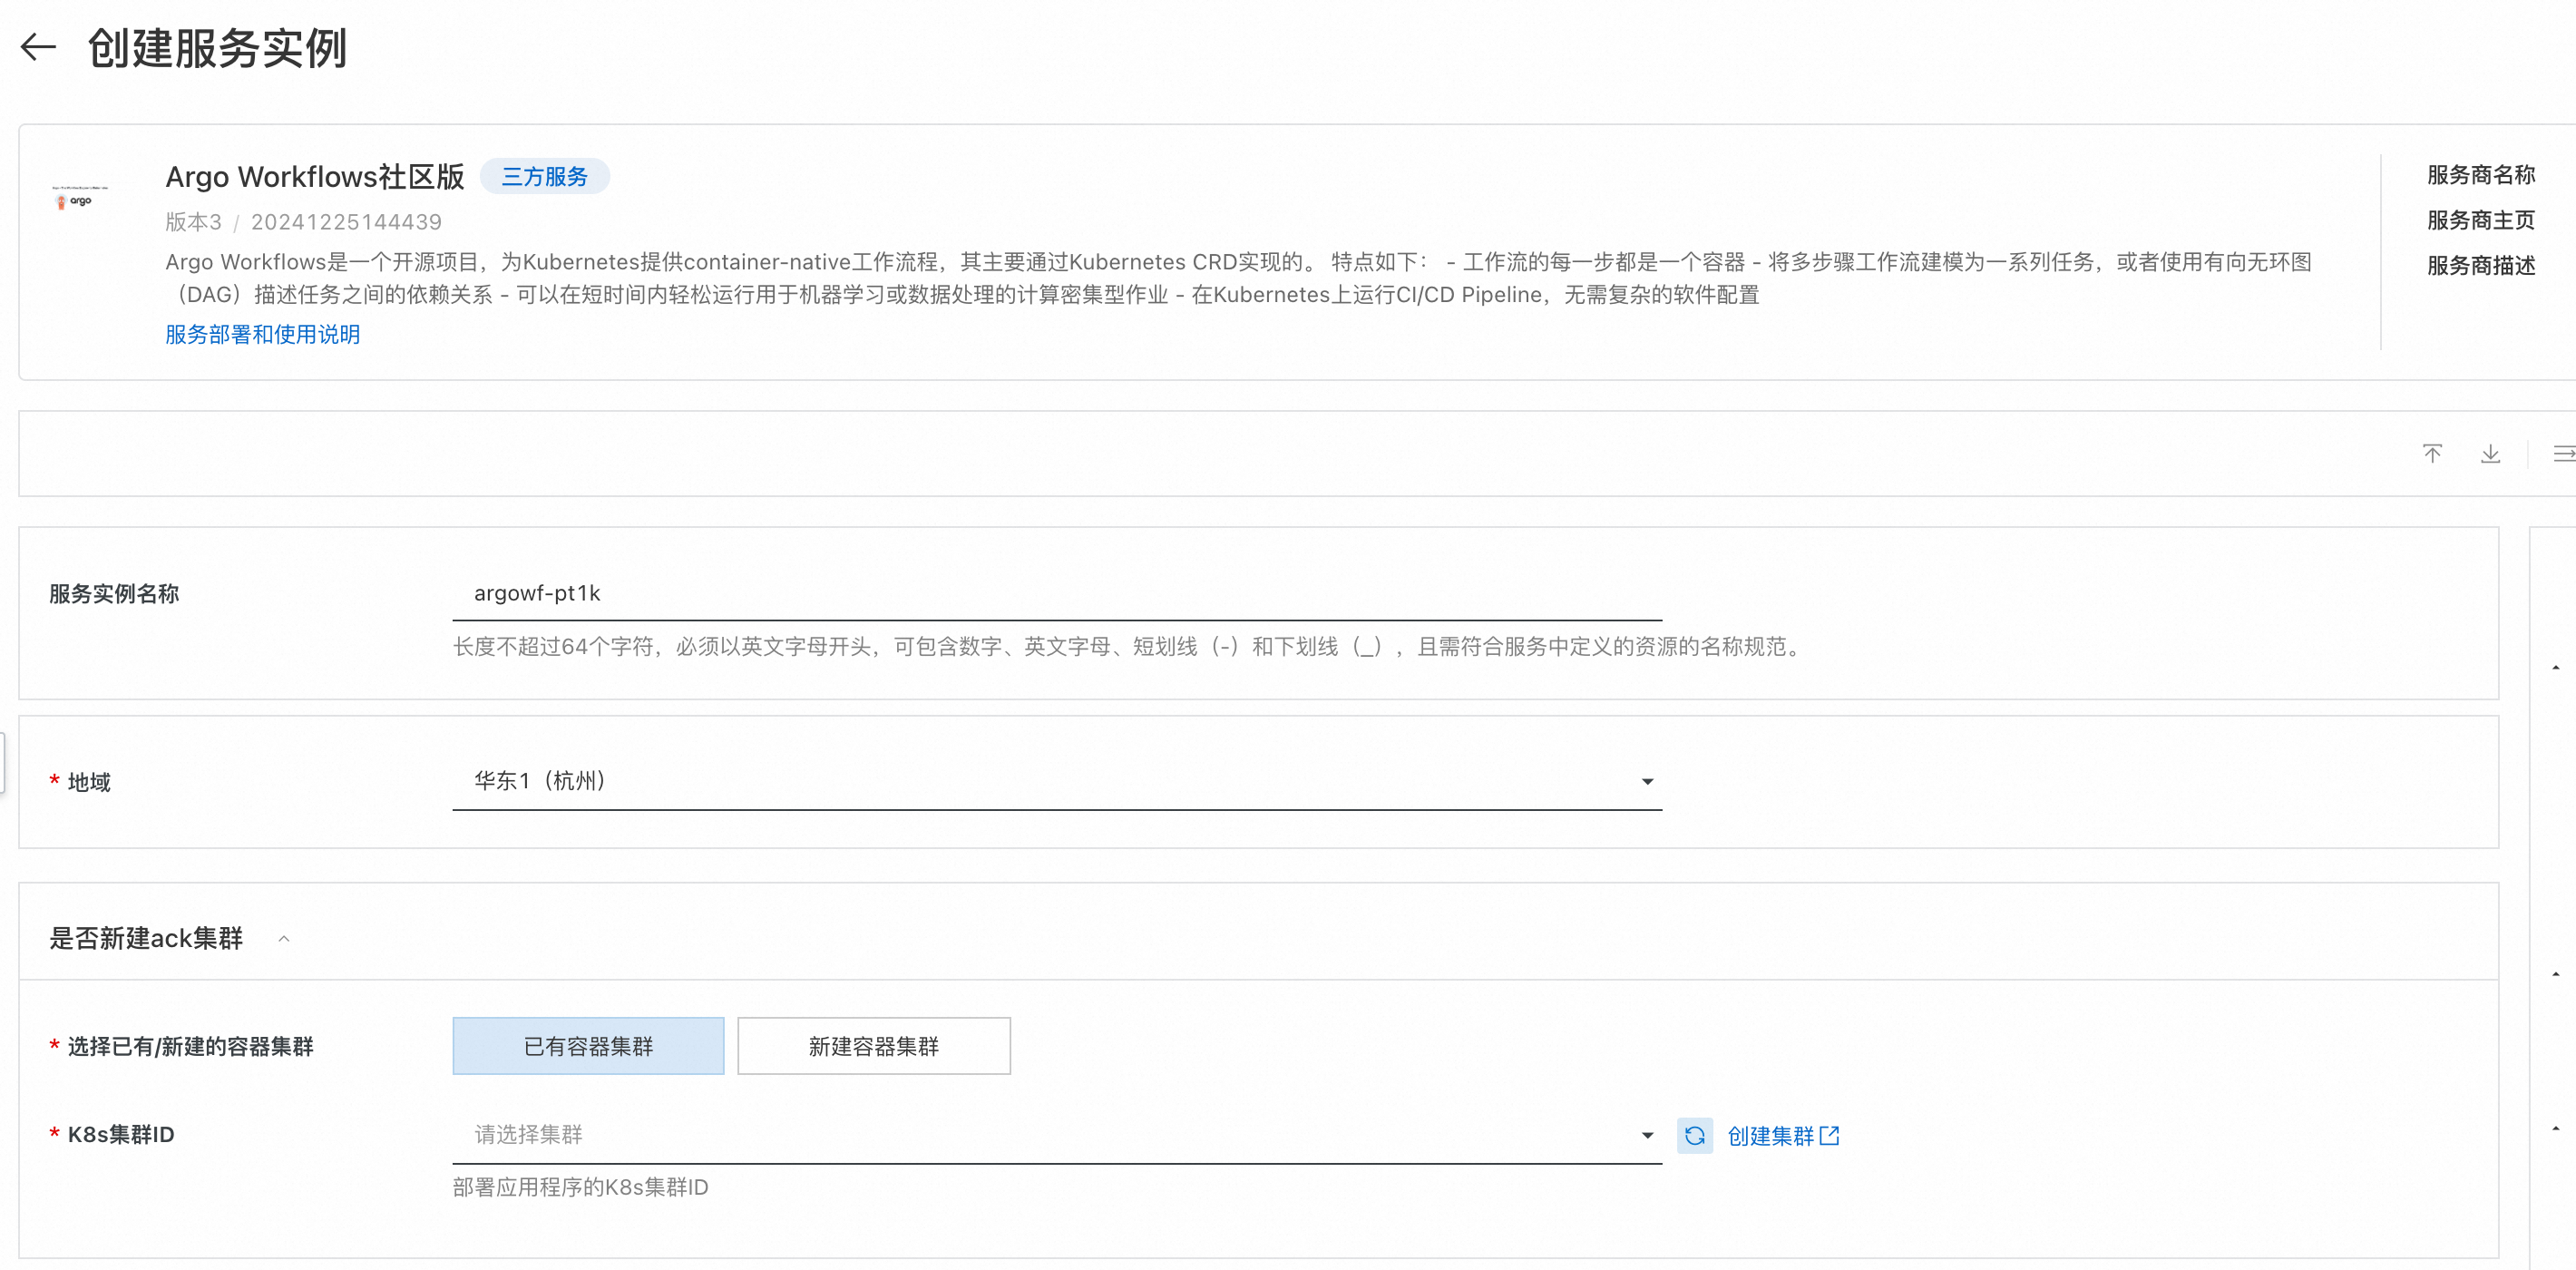 创建服务实例
Argo Workflows社区版 三方服务
版本3 / 20241225144439
Argo Workflows是一个开源项目，为Kubernetes提供container-native工作流程，其主要通过Kubernetes CRD实现的。 特点如下： - 工作流的每一步都是一个容器 - 将多步骤工作流建模为一系列任务，或者使用有向无环图
（DAG）描述任务之间的依赖关系 - 可以在短时间内轻松运行用于机器学习或数据处理的计算密集型作业 - 在Kubernetes上运行CI/CD Pipeline，无需复杂的软件配置
服务部署和使用说明
argo
服务商名称
服务商主页
服务商描述
服务实例名称
argowf-pt1k
长度不超过64个字符，必须以英文字母开头，可包含数字、英文字母、短划线（-）和下划线（_），且需符合服务中定义的资源的名称规范。
* 地域
华东1（杭州）
是否新建ack集群
* 选择已有/新建的容器集群
已有容器集群 新建容器集群
* K8s集群ID
请选择集群
创建集群
部署应用程序的K8s集群ID